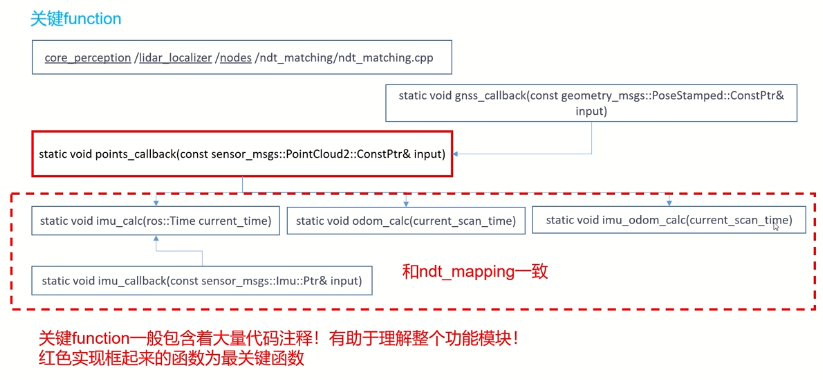 关键function
core_perception /lidar_localizer /nodes /ndt_matching/ndt_matching.cpp
static void gnss_callback(const geometry_msgs::PoseStamped::ConstPtr&
input)
static void points_callback(const sensor_msgs::PointCloud2::ConstPtr& input)
static void imu_calc(ros::Time current_time)
static void odom_calc(current_scan_time)
static void imu_odom_calc(current_scan_time)
static void imu_callback(const sensor_msgs::Imu::Ptr& input)
和ndt_mapping一致
关键function一般包含着大量代码注释！有助于理解整个功能模块！
红色实现框起来的函数为最关键函数